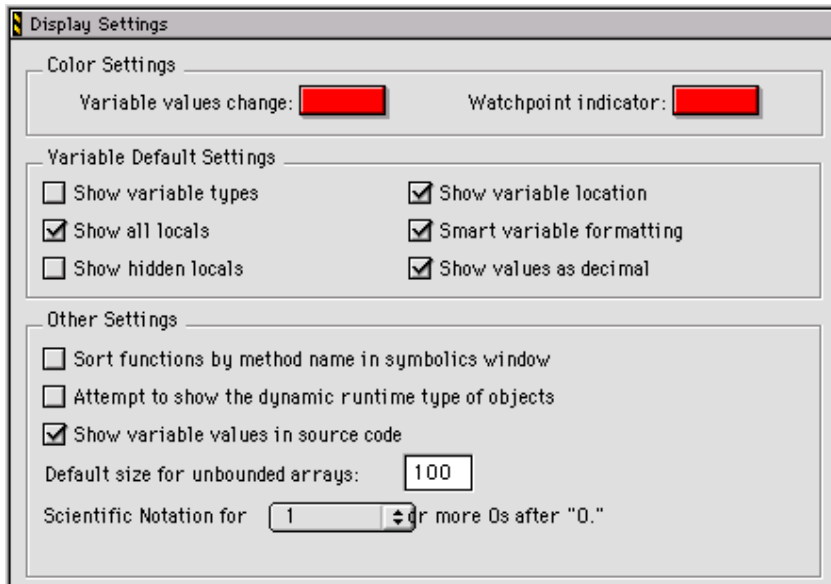 Display Settings
Color Settings
Variable values change:
Watchpoint indicator:
Variable Default Settings
Show variable types
Show variable location
Show all locals
Smart variable formatting
Show hidden locals
Show values as decimal
Other Settings
Sort functions by method name in symbolics window
Attempt to show the dynamic runtime type of objects
Show variable values in source code
Default size for unbounded arrays: 100
Scientific Notation for 1 or more 0s after "0."